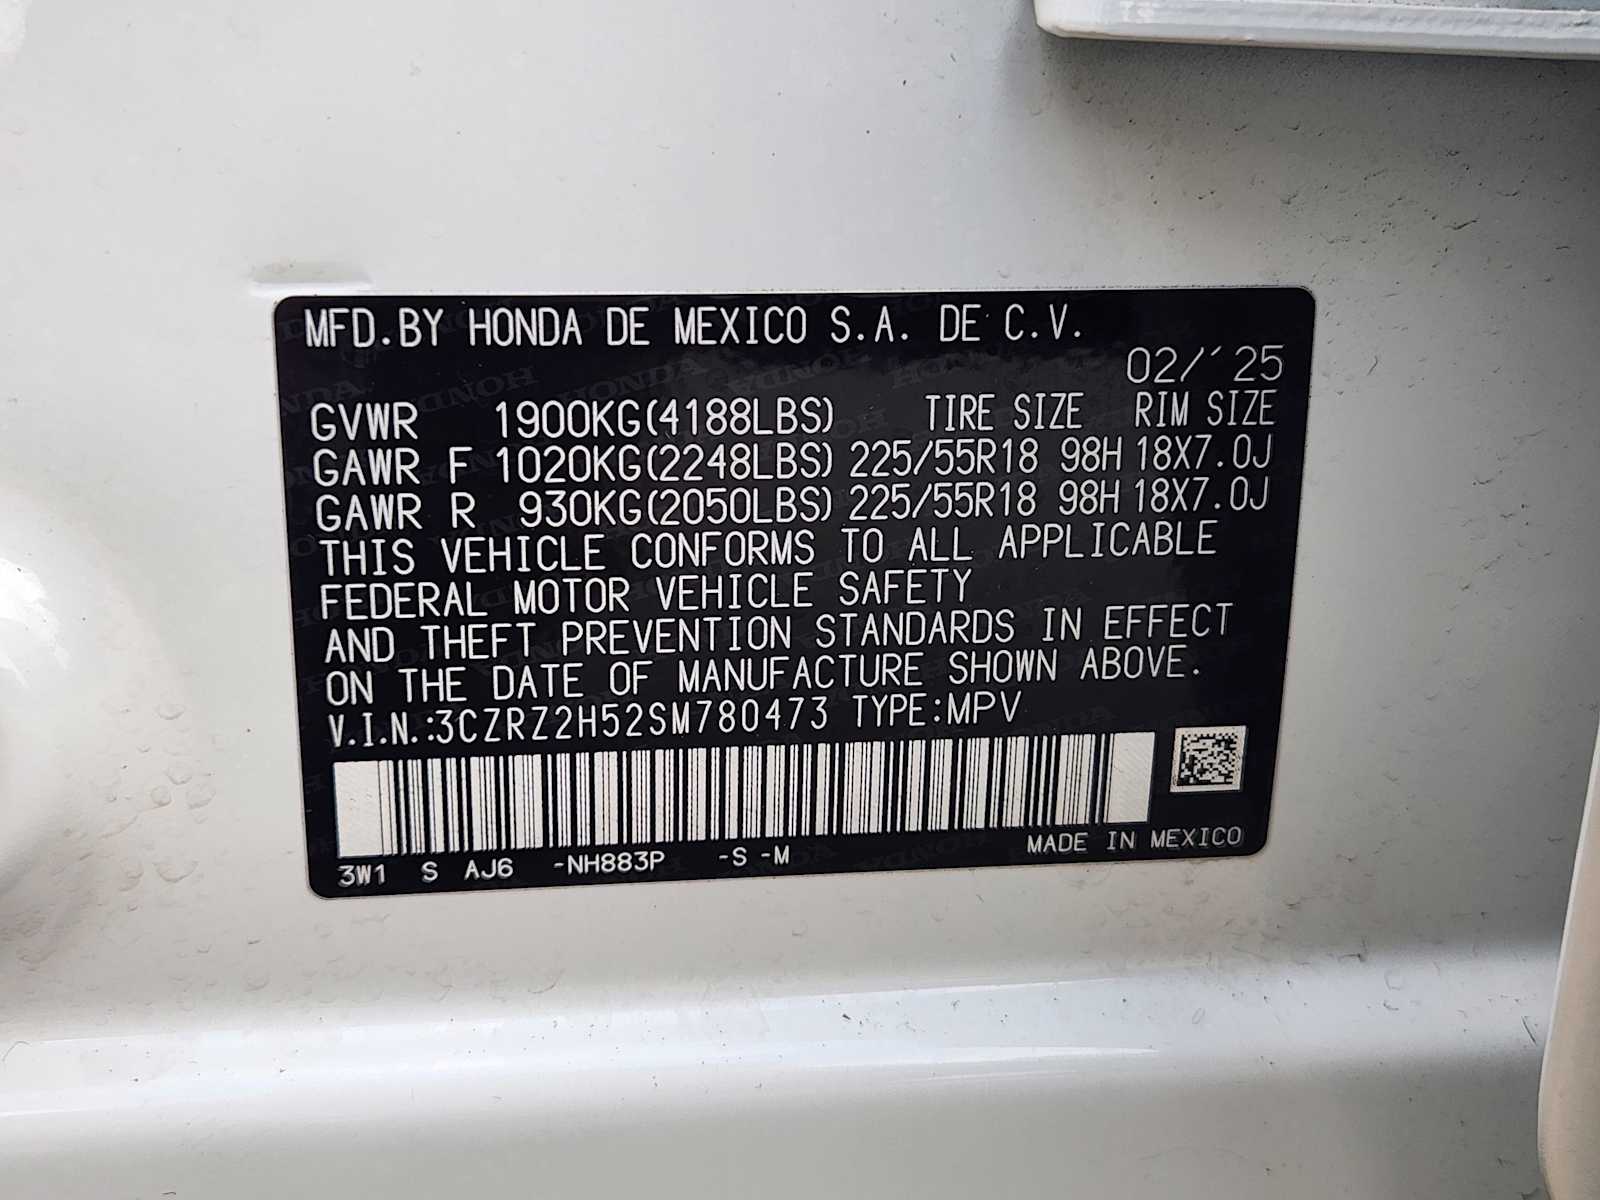 MFD.BY HONDA DE MEXICO S.A. DE C.V.
02/'25
GVWR 1900KG(4188LBS) TIRE SIZE RIM SIZE
GAWR F 1020KG(2248LBS) 225/55R18 98H 18X7.0J
GAWR R 930KG(2050LBS) 225/55R18 98H 18X7.0J
THIS VEHICLE CONFORMS TO ALL APPLICABLE
FEDERAL MOTOR VEHICLE SAFETY
AND THEFT PREVENTION STANDARDS IN EFFECT
ON THE DATE OF MANUFACTURE SHOWN ABOVE.
V.I.N.:3CZRZ2H52SM780473 TYPE:MPV
MADE IN MEXICO
3W1 S AJ6 -NH883P -S -M